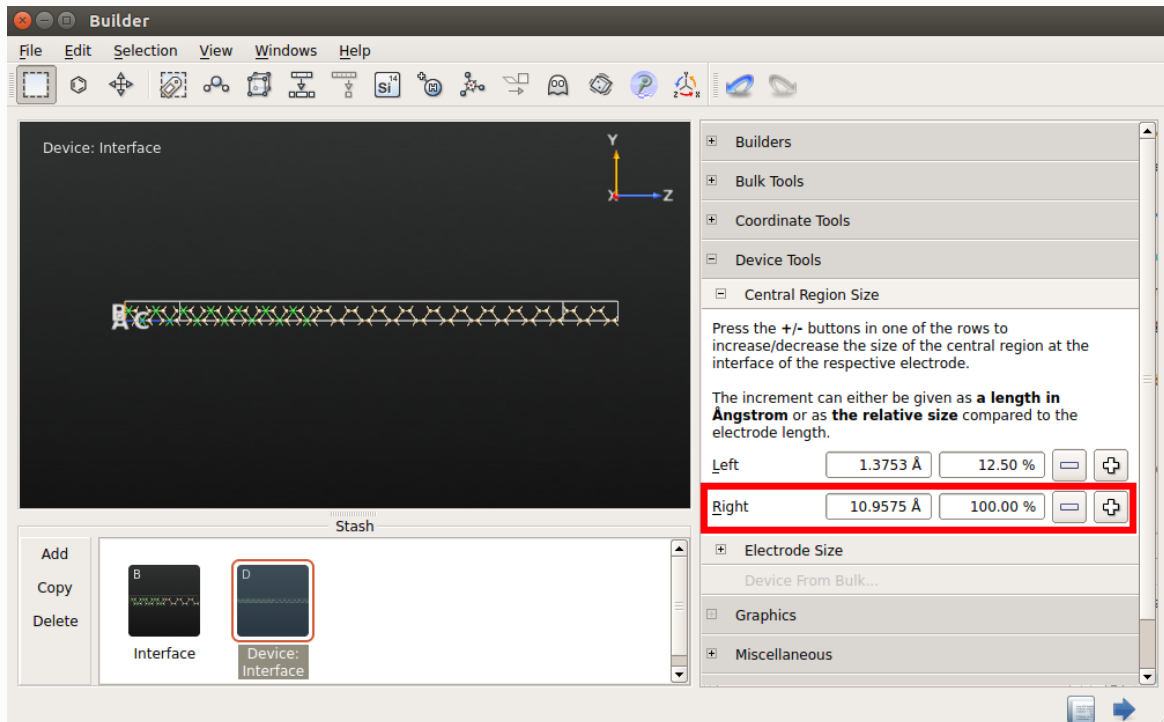 Builder
File Edit Selection View Windows Help
Si 14
H
Device: Interface
Y
X
Z
B
A C
Builders
Bulk Tools
Coordinate Tools
Device Tools
Central Region Size
Press the +/- buttons in one of the rows to
increase/decrease the size of the central region at the
interface of the respective electrode.
The increment can either be given as a length in
Ångstrom or as the relative size compared to the
electrode length.
Left 1.3753 Å 12.50 %
Right 10.9575 Å 100.00 %
Electrode Size
Device From Bulk...
Graphics
Miscellaneous
Stash
Add
Copy
Delete
B
Interface
D
Device:
Interface